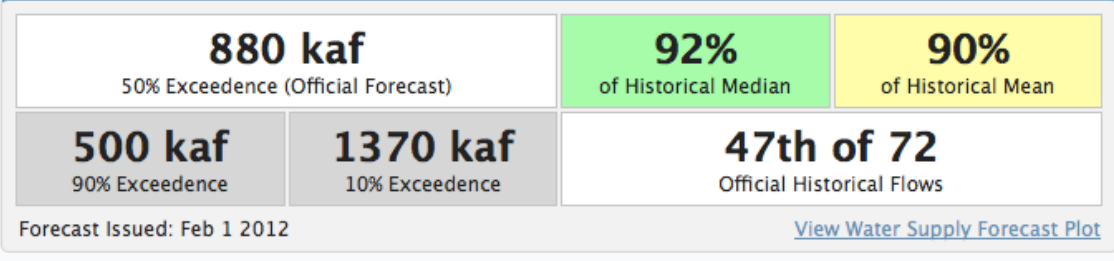 880 kaf
50% Exceedence (Official Forecast)
92%
of Historical Median
90%
of Historical Mean
500 kaf
90% Exceedence
1370 kaf
10% Exceedence
47th of 72
Official Historical Flows
Forecast Issued: Feb 1 2012
View Water Supply Forecast Plot